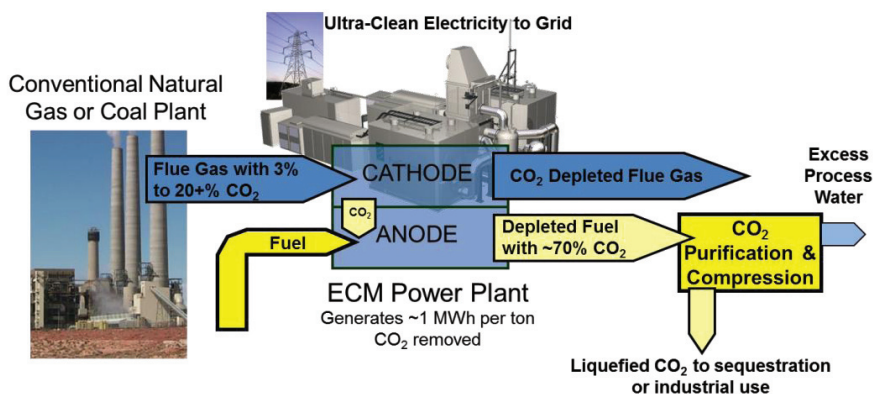 Ultra-Clean Electricity to Grid
Conventional Natural
Gas or Coal Plant
Flue Gas with 3%
to 20+% CO₂
CATHODE
CO₂ Depleted Flue Gas
Excess
Process
Water
CO₂
Fuel
ANODE
Depleted Fuel
with ~70% CO₂
CO₂
Purification &
Compression
ECM Power Plant
Generates ~1 MWh per ton
CO₂ removed
Liquefied CO₂ to sequestration
or industrial use